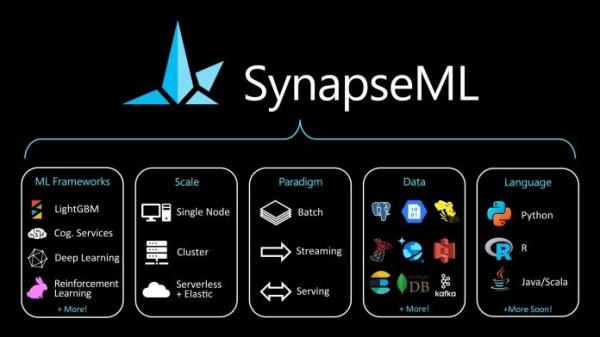 SynapseML
ML Frameworks
LightGBM
Cog. Services
Deep Learning
Reinforcement
Learning
+ More!
Scale
Single Node
Cluster
Serverless
+ Elastic
Paradigm
Batch
Streaming
Serving
Data
DB
kafka
+ More!
Language
Python
R
R
Java/Scala
+More Soon!